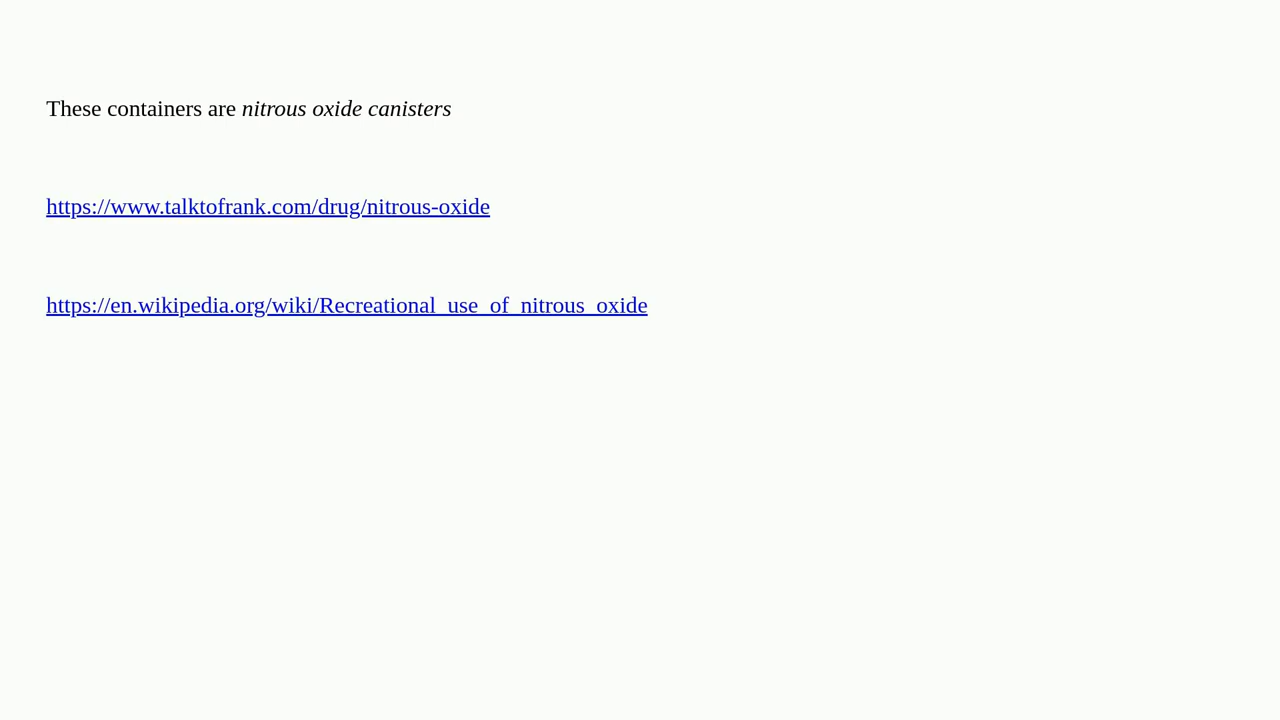 These containers are nitrous oxide canisters
https://www.talktofrank.com/drug/nitrous-oxide
https://en.wikipedia.org/wiki/Recreational_use_of_nitrous_oxide